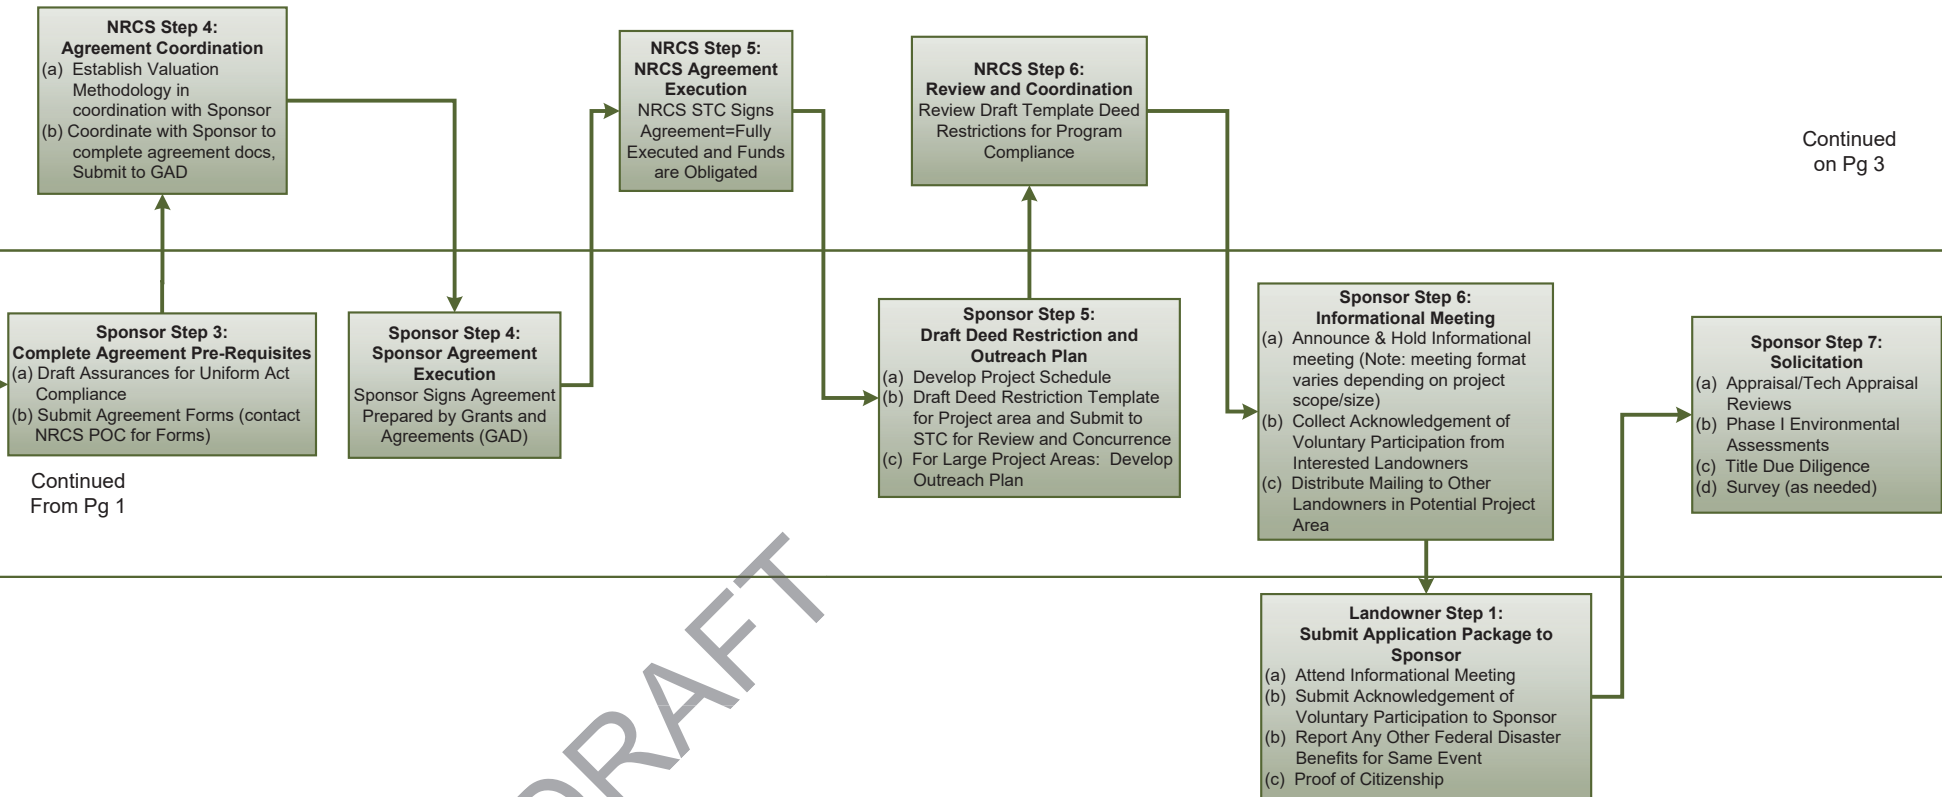 NRCS Step 4:
Agreement Coordination
(a) Establish Valuation
Methodology in
coordination with Sponsor
(b) Coordinate with Sponsor to
complete agreement docs,
Submit to GAD
NRCS Step 5:
NRCS Agreement
Execution
NRCS STC Signs
Agreement=Fully
Executed and Funds
are Obligated
NRCS Step 6:
Review and Coordination
Review Draft Template Deed
Restrictions for Program
Compliance
Continued
on Pg 3
Sponsor Step 3:
Complete Agreement Pre-Requisites
(a) Draft Assurances for Uniform Act
Compliance
(b) Submit Agreement Forms (contact
NRCS POC for Forms)
Continued
From Pg 1
Sponsor Step 4:
Sponsor Agreement
Execution
Sponsor Signs Agreement
Prepared by Grants and
Agreements (GAD)
Sponsor Step 5:
Draft Deed Restriction and
Outreach Plan
(a) Develop Project Schedule
(b) Draft Deed Restriction Template
for Project area and Submit to
STC for Review and Concurrence
(c) For Large Project Areas: Develop
Outreach Plan
Sponsor Step 6:
Informational Meeting
(a) Announce & Hold Informational
meeting (Note: meeting format
varies depending on project
scope/size)
(b) Collect Acknowledgement of
Voluntary Participation from
Interested Landowners
(c) Distribute Mailing to Other
Landowners in Potential Project
Area
Sponsor Step 7:
Solicitation
(a) Appraisal/Tech Appraisal
Reviews
(b) Phase I Environmental
Assessments
(c) Title Due Diligence
(d) Survey (as needed)
Landowner Step 1:
Submit Application Package to
Sponsor
(a) Attend Informational Meeting
(b) Submit Acknowledgement of
Voluntary Participation to Sponsor
(b) Report Any Other Federal Disaster
Benefits for Same Event
(c) Proof of Citizenship
DRAFT